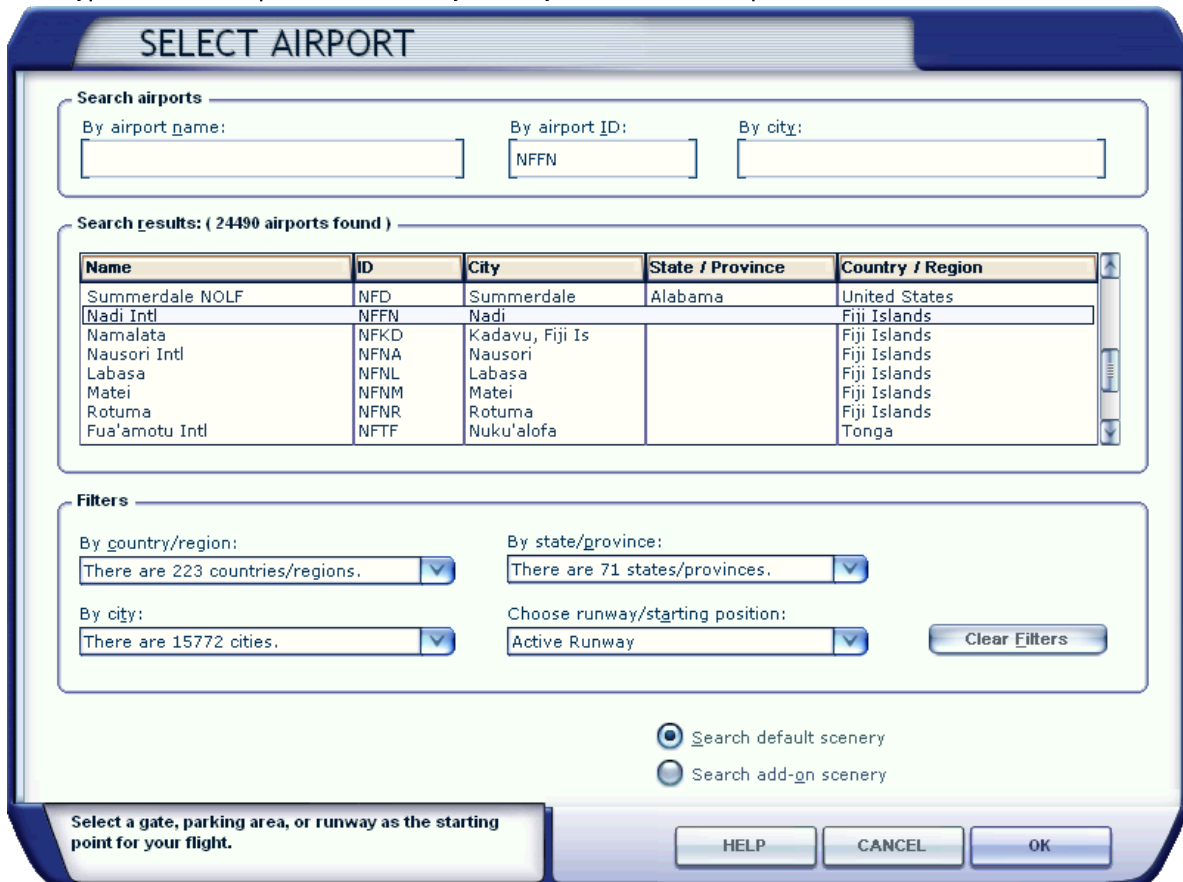 SELECT AIRPORT
Search airports
By airport name:
By airport ID:
By city:
NFFN
Search results: ( 24490 airports found )
Name ID City State / Province Country / Region
Summerdale NOLF NFD Summerdale Alabama United States
Nadi Intl NFFN Nadi Fiji Islands
Namalata NFKD Kadavu, Fiji Is Fiji Islands
Nausori Intl NFNA Nausori Fiji Islands
Labasa NFNL Labasa Fiji Islands
Matei NFNM Matei Fiji Islands
Rotuma NFNR Rotuma Fiji Islands
Fua'amotu Intl NFTF Nuku'alofa Tonga
Filters
By country/region:
By state/province:
There are 223 countries/regions.
There are 71 states/provinces.
By city:
Choose runway/starting position:
There are 15772 cities.
Active Runway
Clear Filters
Search default scenery
Search add-on scenery
Select a gate, parking area, or runway as the starting
point for your flight.
HELP
CANCEL
OK